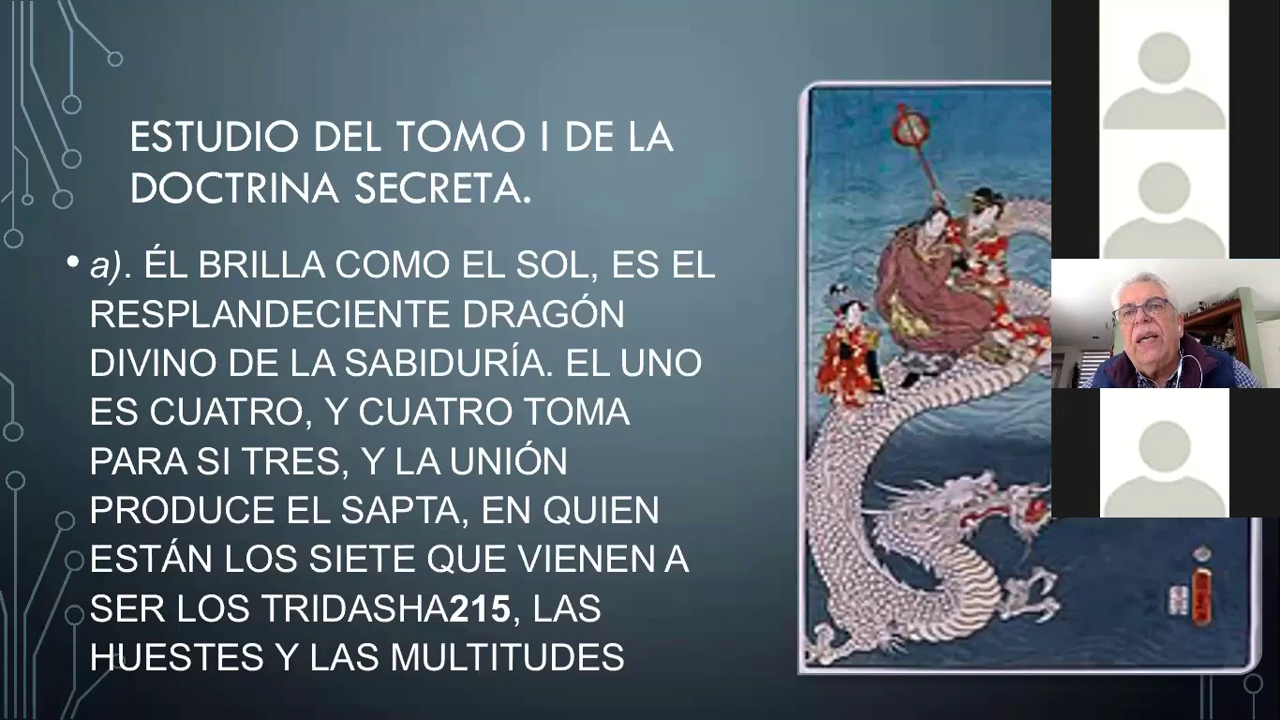 ESTUDIO DEL TOMO I DE LA
DOCTRINA SECRETA.
• a). ÉL BRILLA COMO EL SOL, ES EL
RESPLANDECIENTE DRAGÓN
DIVINO DE LA SABIDURÍA. EL UNO
ES CUATRO, Y CUATRO TOMA
PARA SI TRES, Y LA UNIÓN
PRODUCE EL SAPTA, EN QUIEN
ESTÁN LOS SIETE QUE VIENEN A
SER LOS TRIDASHA215, LAS
HUESTES Y LAS MULTITUDES